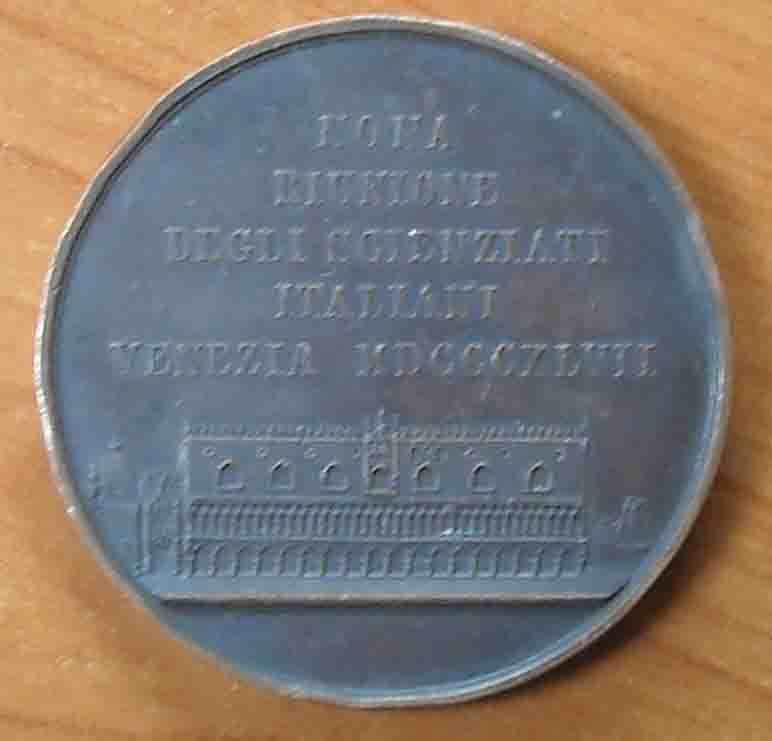 NONA
RIUNIONE
DEGLI SCIENZIATI
ITALIANI
VENEZIA MDCCCXLVII